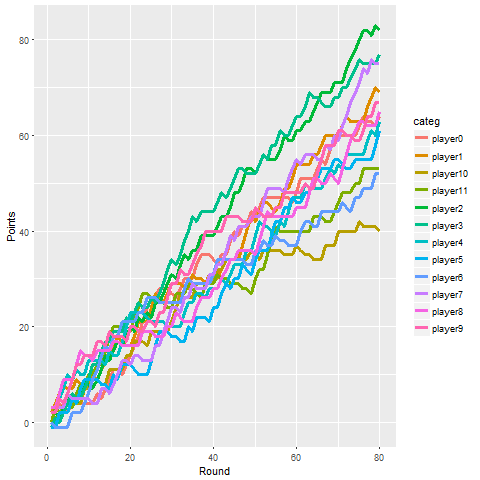 80
60
40
20
0
Points
0
20
40
60
80
Round
categ
player0
player1
player10
player11
player2
player3
player4
player5
player6
player7
player8
player9